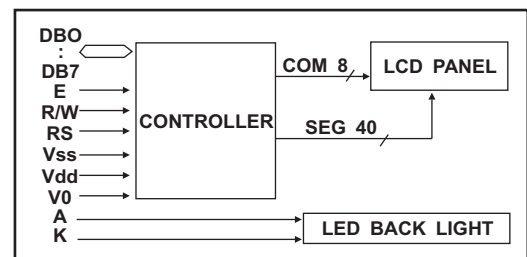 DBO
:
DB7
E
R/W
RS
Vss
Vdd
V0
A
K
CONTROLLER
COM 8
SEG 40
LCD PANEL
LED BACK LIGHT